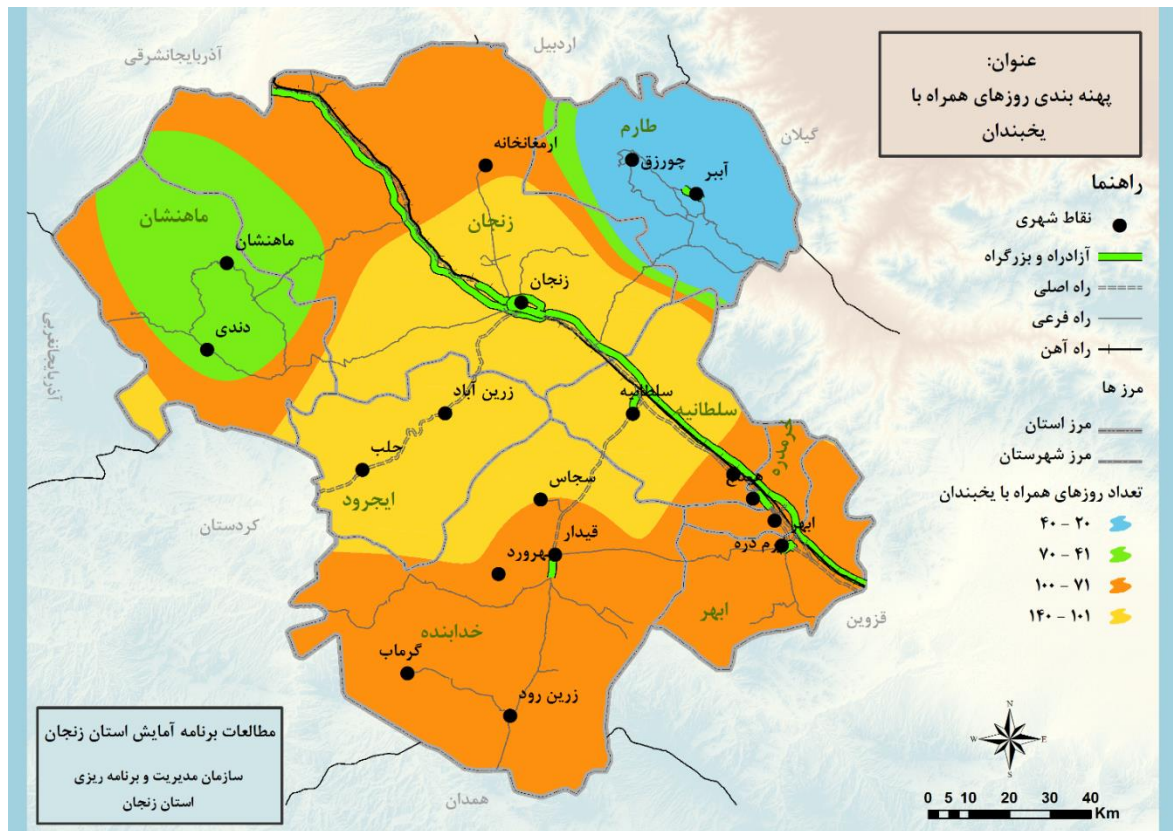 عنوان:
پهنه بندی روزهای همراه با
یخبندان
راهنما
نقاط شهری
آزادراه و بزرگراه
راه اصلی
راه فرعی
راه آهن
مرز ها
مرز استان
مرز شهرستان
تعداد روزهای همراه با یخبندان
۲۰ - ۴۰
۴۱ - ۷۰
۷۱ - ۱۰۰
۱۰۱ - ۱۴۰
آذربایجانشرقی
اردبیل
گیلان
طارم
ارمغانخانه
چورزق
آببر
ماهنشان
زنجان
ماهنشان
زنجان
دندی
آذربایجانغربی
زرین آباد
سلطانیه
سلطانیه
خرمدره
حلب
ایجرود
سجاس
کردستان
قیدار
ابهر
سهرورد
قزوین
ابهر
خدابنده
گرماب
زرین رود
همدان
مطالعات برنامه آمایش استان زنجان
سازمان مدیریت و برنامه ریزی
استان زنجان
N
W
E
S
0 5 10 20 30 40
Km